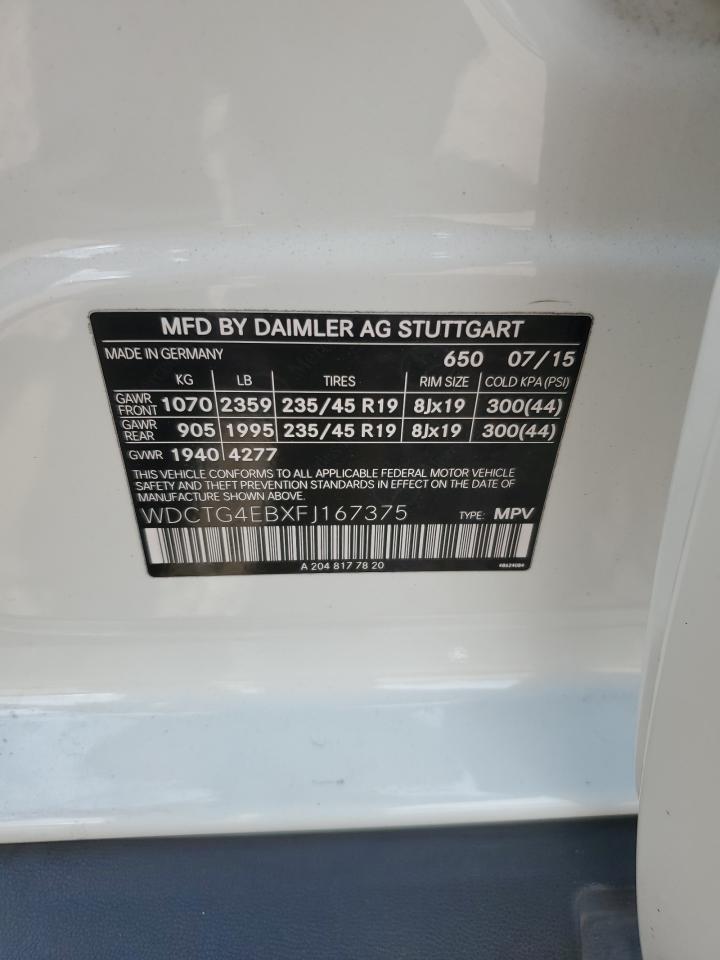 MFD BY DAIMLER AG STUTTGART
MADE IN GERMANY 650 07/15
KG LB TIRES RIM SIZE COLD KPA (PSI)
GAWR FRONT 1070 2359 235/45 R19 8Jx19 300(44)
GAWR REAR 905 1995 235/45 R19 8Jx19 300(44)
GVWR 1940 4277
THIS VEHICLE CONFORMS TO ALL APPLICABLE FEDERAL MOTOR VEHICLE
SAFETY AND THEFT PREVENTION STANDARDS IN EFFECT ON THE DATE OF
MANUFACTURE SHOWN ABOVE.
WDCTG4EBXFJ167375 TYPE: MPV
A 204 817 78 20